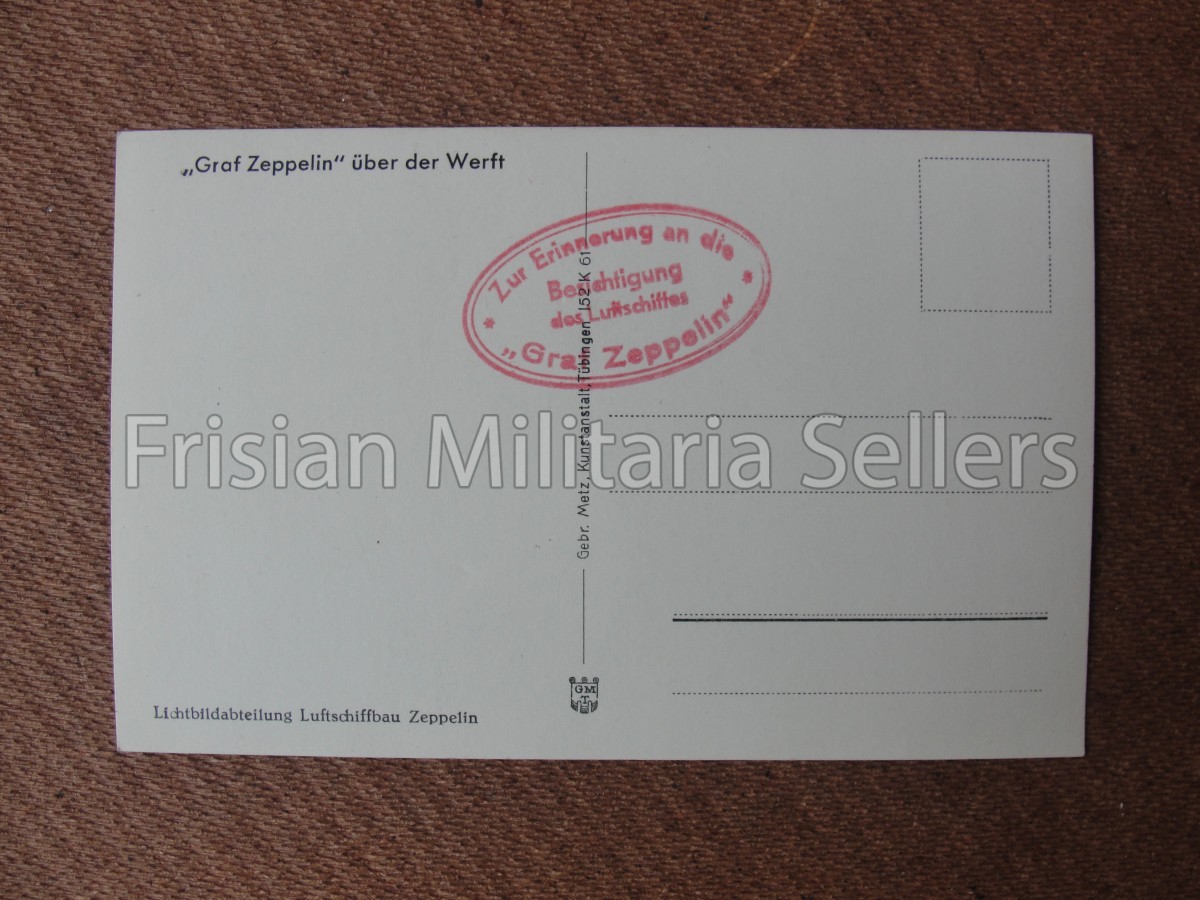 „Graf Zeppelin“ über der Werft
Zur Erinnerung an die
Besichtigung
des Luftschiffes
„Graf Zeppelin“
Gebr. Metz, Kunstanstalt, Tübingen 152 K 61
Frisian Militaria Sellers
GM
T
Lichtbildabteilung Luftschiffbau Zeppelin